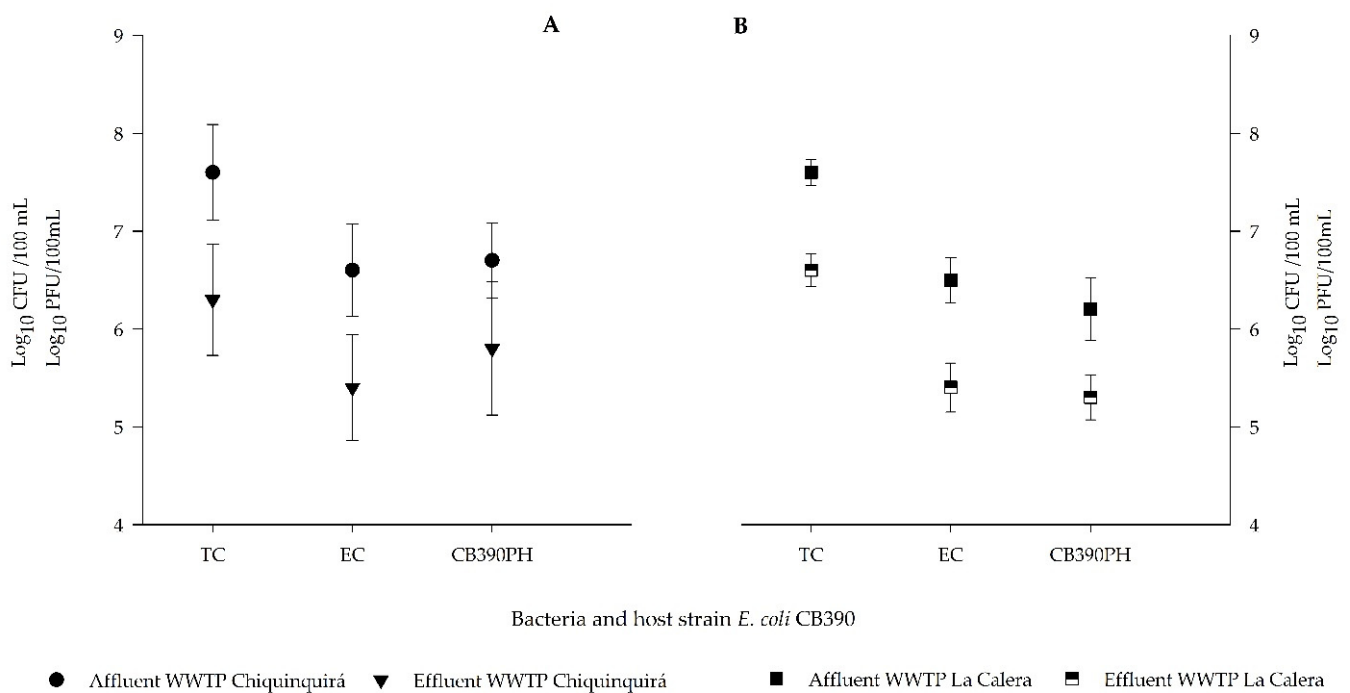 A
B
9
8
7
6
5
4
Log10 CFU /100 mL
Log10 PFU/100mL
TC
EC
CB390PH
9
8
7
6
5
4
Log10 CFU /100 mL
Log10 PFU/100mL
TC
EC
CB390PH
Bacteria and host strain E. coli CB390
Affluent WWTP Chiquinquirá
Effluent WWTP Chiquinquirá
Affluent WWTP La Calera
Effluent WWTP La Calera